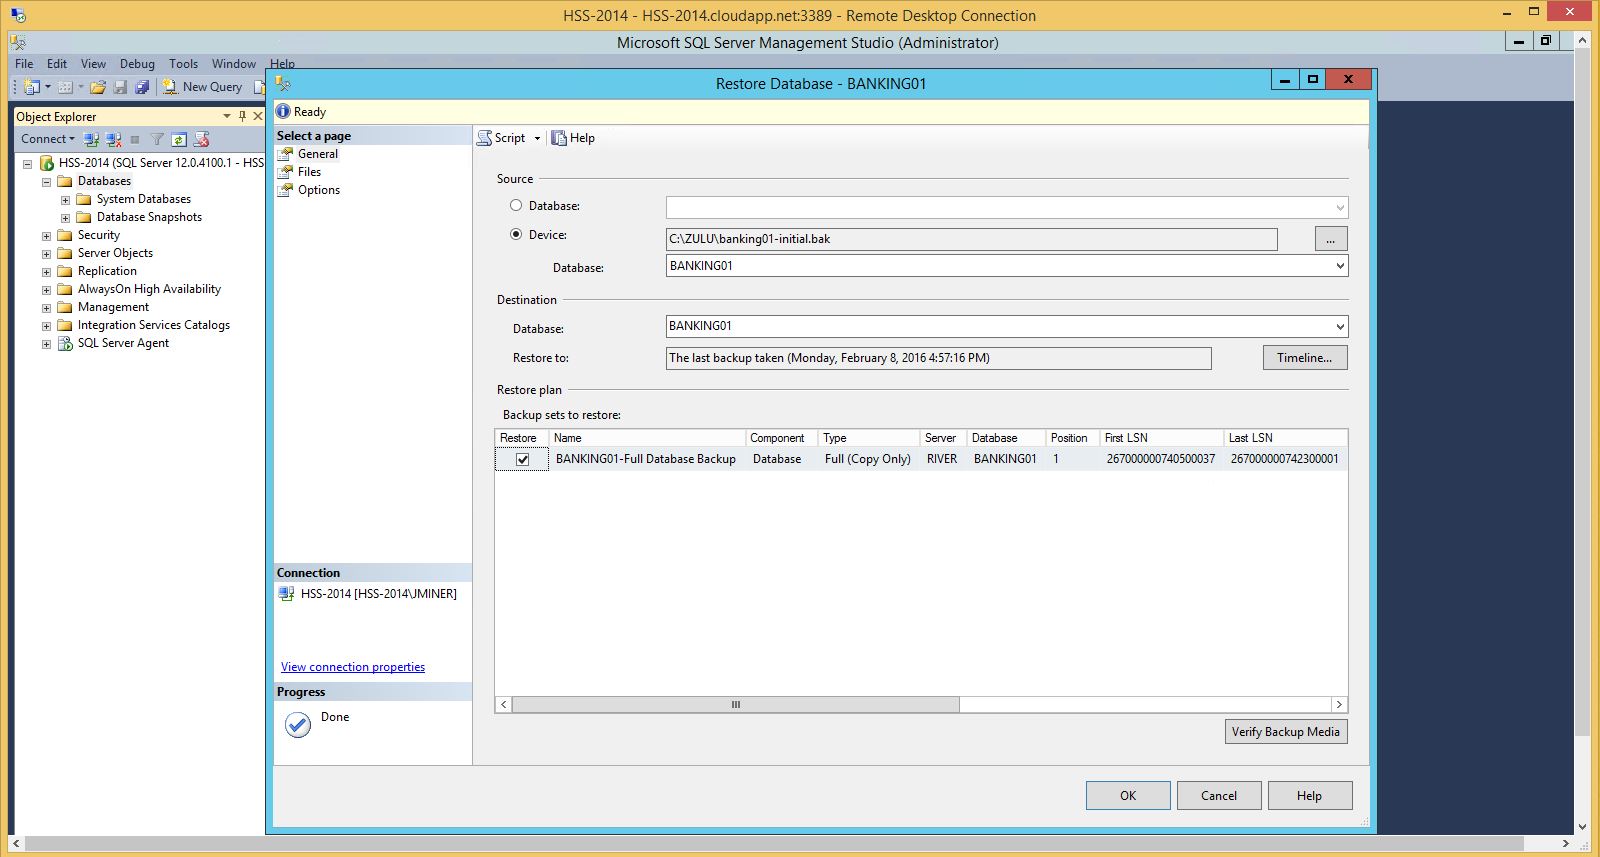 HSS-2014 - HSS-2014.cloudapp.net:3389 - Remote Desktop Connection
Microsoft SQL Server Management Studio (Administrator)
File Edit View Debug Tools Window Help
New Query
Object Explorer
Connect
HSS-2014 (SQL Server 12.0.4100.1 - HSS
Databases
System Databases
Database Snapshots
Security
Server Objects
Replication
AlwaysOn High Availability
Management
Integration Services Catalogs
SQL Server Agent
Restore Database - BANKING01
Ready
Select a page
General
Files
Options
Script Help
Source
Database:
Device: C:\ZULU\banking01-initial.bak ...
Database: BANKING01
Destination
Database: BANKING01
Restore to: The last backup taken (Monday, February 8, 2016 4:57:16 PM) Timeline...
Restore plan
Backup sets to restore:
Restore Name Component Type Server Database Position First LSN Last LSN
BANKING01-Full Database Backup Database Full (Copy Only) RIVER BANKING01 1 267000000740500037 267000000742300001
Connection
HSS-2014 [HSS-2014\JMINER]
View connection properties
Progress
Done
Verify Backup Media
OK Cancel Help